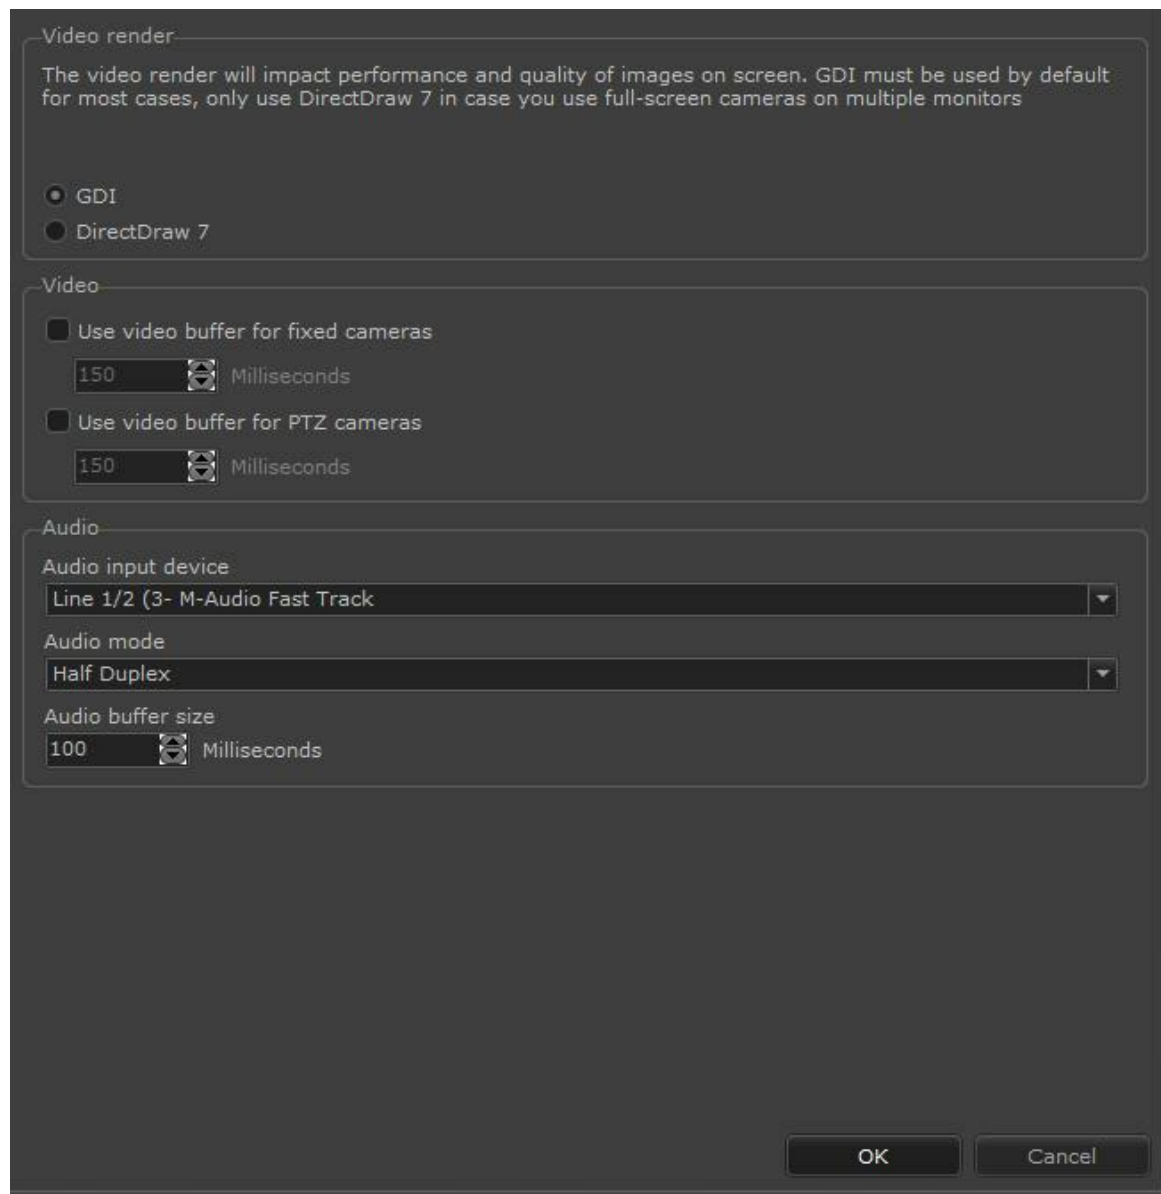 Video render
The video render will impact performance and quality of images on screen. GDI must be used by default
for most cases, only use DirectDraw 7 in case you use full-screen cameras on multiple monitors
GDI
DirectDraw 7
Video
Use video buffer for fixed cameras
150 Milliseconds
Use video buffer for PTZ cameras
150 Milliseconds
Audio
Audio input device
Line 1/2 (3- M-Audio Fast Track
Audio mode
Half Duplex
Audio buffer size
100 Milliseconds
OK Cancel